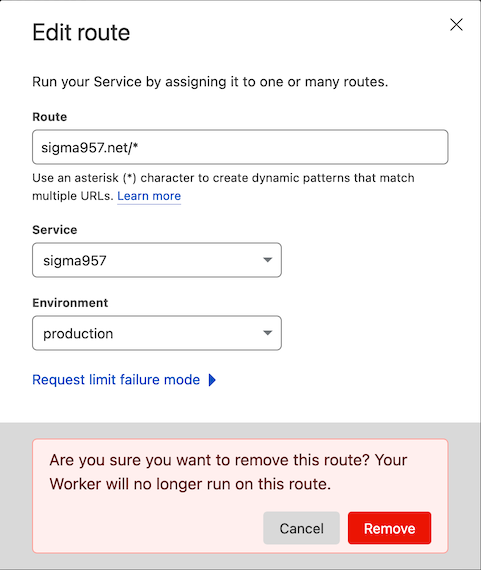 Edit route
Run your Service by assigning it to one or many routes.
Route
sigma957.net/*
Use an asterisk (*) character to create dynamic patterns that match
multiple URLs. Learn more
Service
sigma957
Environment
production
Request limit failure mode
Are you sure you want to remove this route? Your
Worker will no longer run on this route.
Cancel Remove